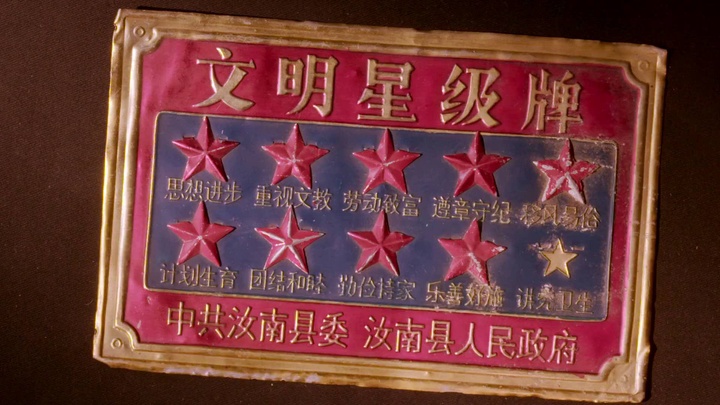 文明星级牌
思想进步 重视文教 劳动致富 遵章守纪 移风易俗
计划生育 团结和睦 勤俭持家 乐善好施 讲究卫生
中共汝南县委 汝南县人民政府